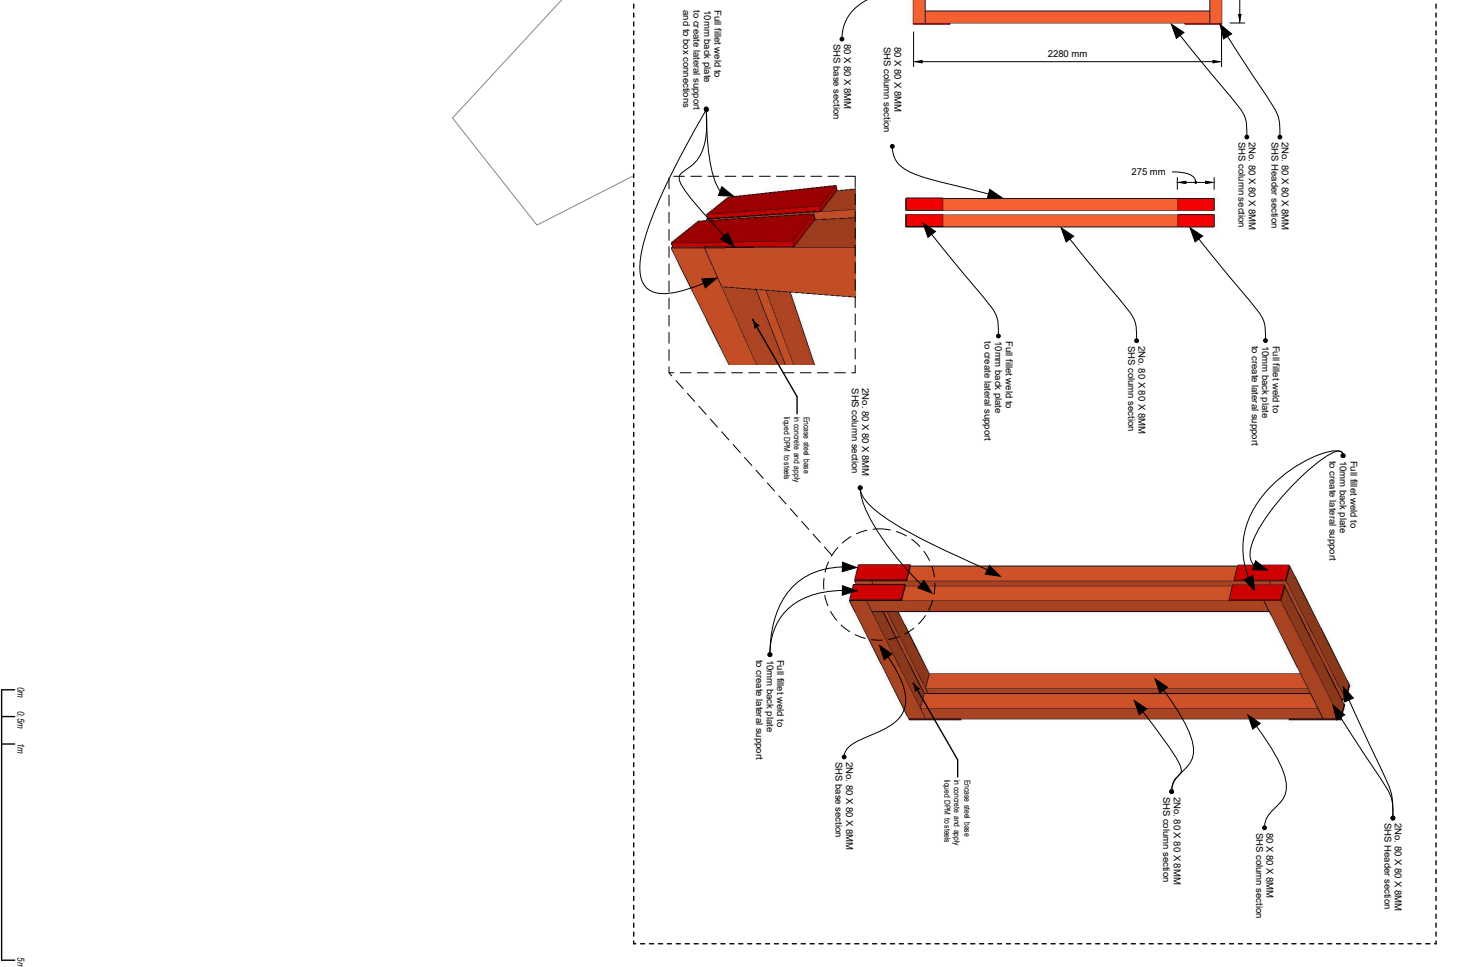 Full fillet weld to
10mm back plate
to create lateral support
and to box connections
80 X 80 X 8MM
SHS base section
80 X 80 X 8MM
SHS column section
2280 mm
2No. 80 X 80 X 8MM
SHS column section
2No. 80 X 80 X 8MM
SHS Header section
275 mm
Full fillet weld to
10mm back plate
to create lateral support
2No. 80 X 80 X 8MM
SHS column section
Full fillet weld to
10mm back plate
to create lateral support
Encase steel base
in concrete and apply
liqued DPM to steels
2No. 80 X 80 X 8MM
SHS column section
Full fillet weld to
10mm back plate
to create lateral support
Full fillet weld to
10mm back plate
to create lateral support
2No. 80 X 80 X 8MM
SHS base section
Encase steel base
in concrete and apply
liqued DPM to steels
2No. 80 X 80 X 8MM
SHS column section
80 X 80 X 8MM
SHS column section
2No. 80 X 80 X 8MM
SHS Header section
0m
0.5m
1m
5m